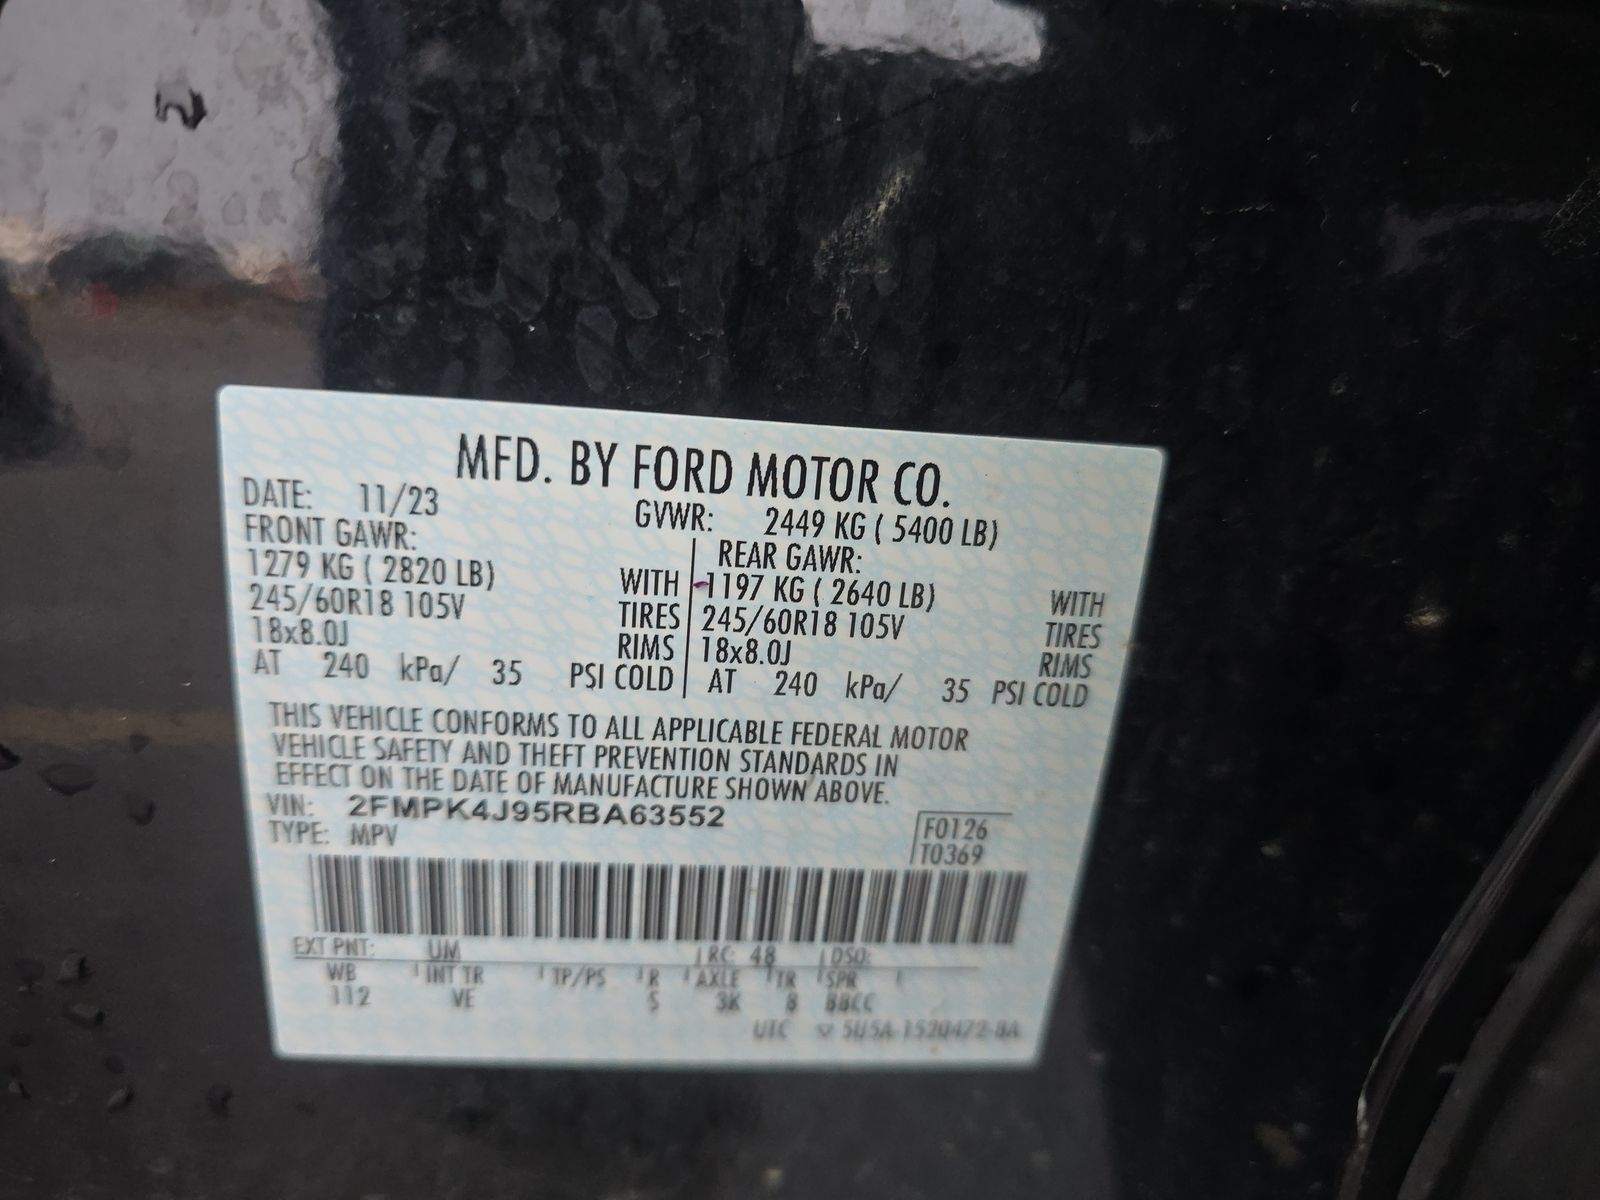 MFD. BY FORD MOTOR CO.
DATE: 11/23 GVWR: 2449 KG ( 5400 LB)
FRONT GAWR: REAR GAWR:
1279 KG ( 2820 LB) WITH 1197 KG ( 2640 LB) WITH
245/60R18 105V TIRES 245/60R18 105V TIRES
18x8.0J RIMS 18x8.0J RIMS
AT 240 kPa/ 35 PSI COLD AT 240 kPa/ 35 PSI COLD
THIS VEHICLE CONFORMS TO ALL APPLICABLE FEDERAL MOTOR
VEHICLE SAFETY AND THEFT PREVENTION STANDARDS IN
EFFECT ON THE DATE OF MANUFACTURE SHOWN ABOVE.
VIN: 2FMPK4J95RBA63552
TYPE: MPV
F0126
T0369
EXT PNT: UM RC: 48 DSO:
WB INT TR TP/PS R AXLE TR SPR
112 VE S 3K 8 BBCC
UTC 5U5A-1520472-BA